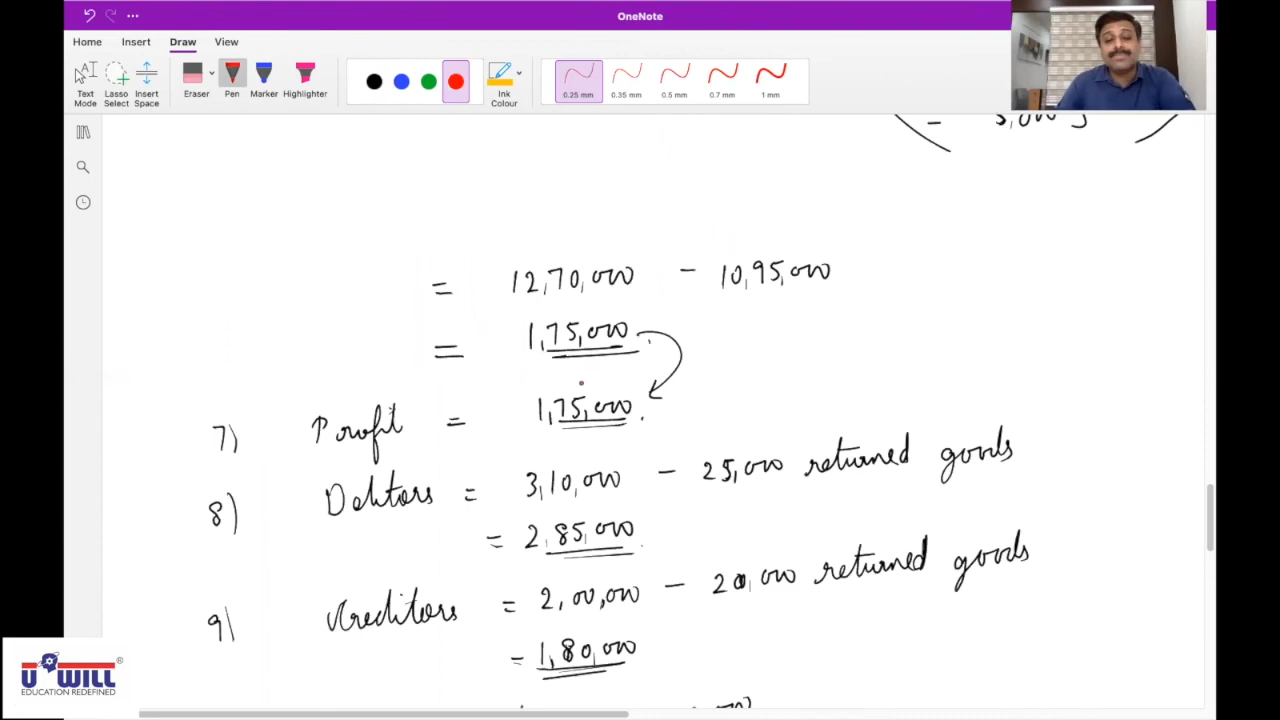 OneNote
Home Insert Draw View
Text Mode
Lasso Select
Insert Space
Eraser
Pen
Marker
Highlighter
Ink Colour
0.25 mm 0.35 mm 0.5 mm 0.7 mm 1 mm
= 12,70,000 - 10,95,000
= 1,75,000
7) Profit = 1,75,000.
8) Debtors = 3,10,000 - 25,000 returned goods
= 2,85,000
9) Creditors = 2,00,000 - 20,000 returned goods
= 1,80,000
U WILL ®
EDUCATION REDEFINED